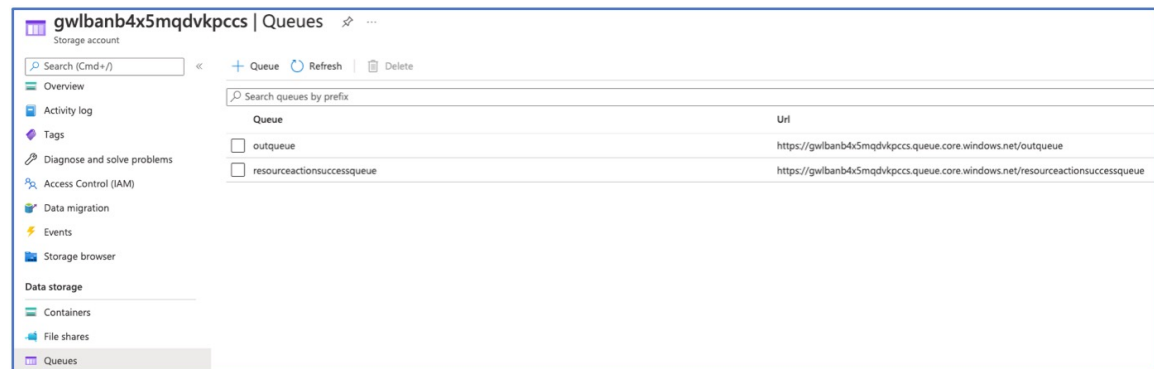 gwlbanb4x5mqdvkpccs | Queues
Storage account
Search (Cmd+/)
Overview
Activity log
Tags
Diagnose and solve problems
Access Control (IAM)
Data migration
Events
Storage browser
Data storage
Containers
File shares
Queues
Queue Refresh Delete
Search queues by prefix
Queue Url
outqueue https://gwlbanb4x5mqdvkpccs.queue.core.windows.net/outqueue
resourceactionsuccessqueue https://gwlbanb4x5mqdvkpccs.queue.core.windows.net/resourceactionsuccessqueue